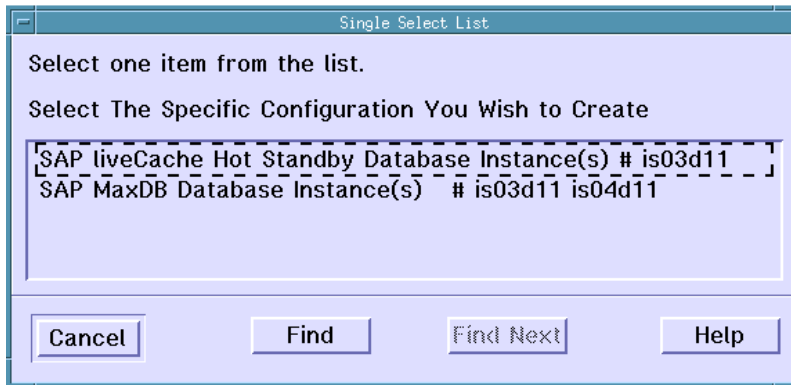 Single Select List
Select one item from the list.
Select The Specific Configuration You Wish to Create
SAP liveCache Hot Standby Database Instance(s) # is03d11
SAP MaxDB Database Instance(s) # is03d11 is04d11
Cancel Find Find Next Help